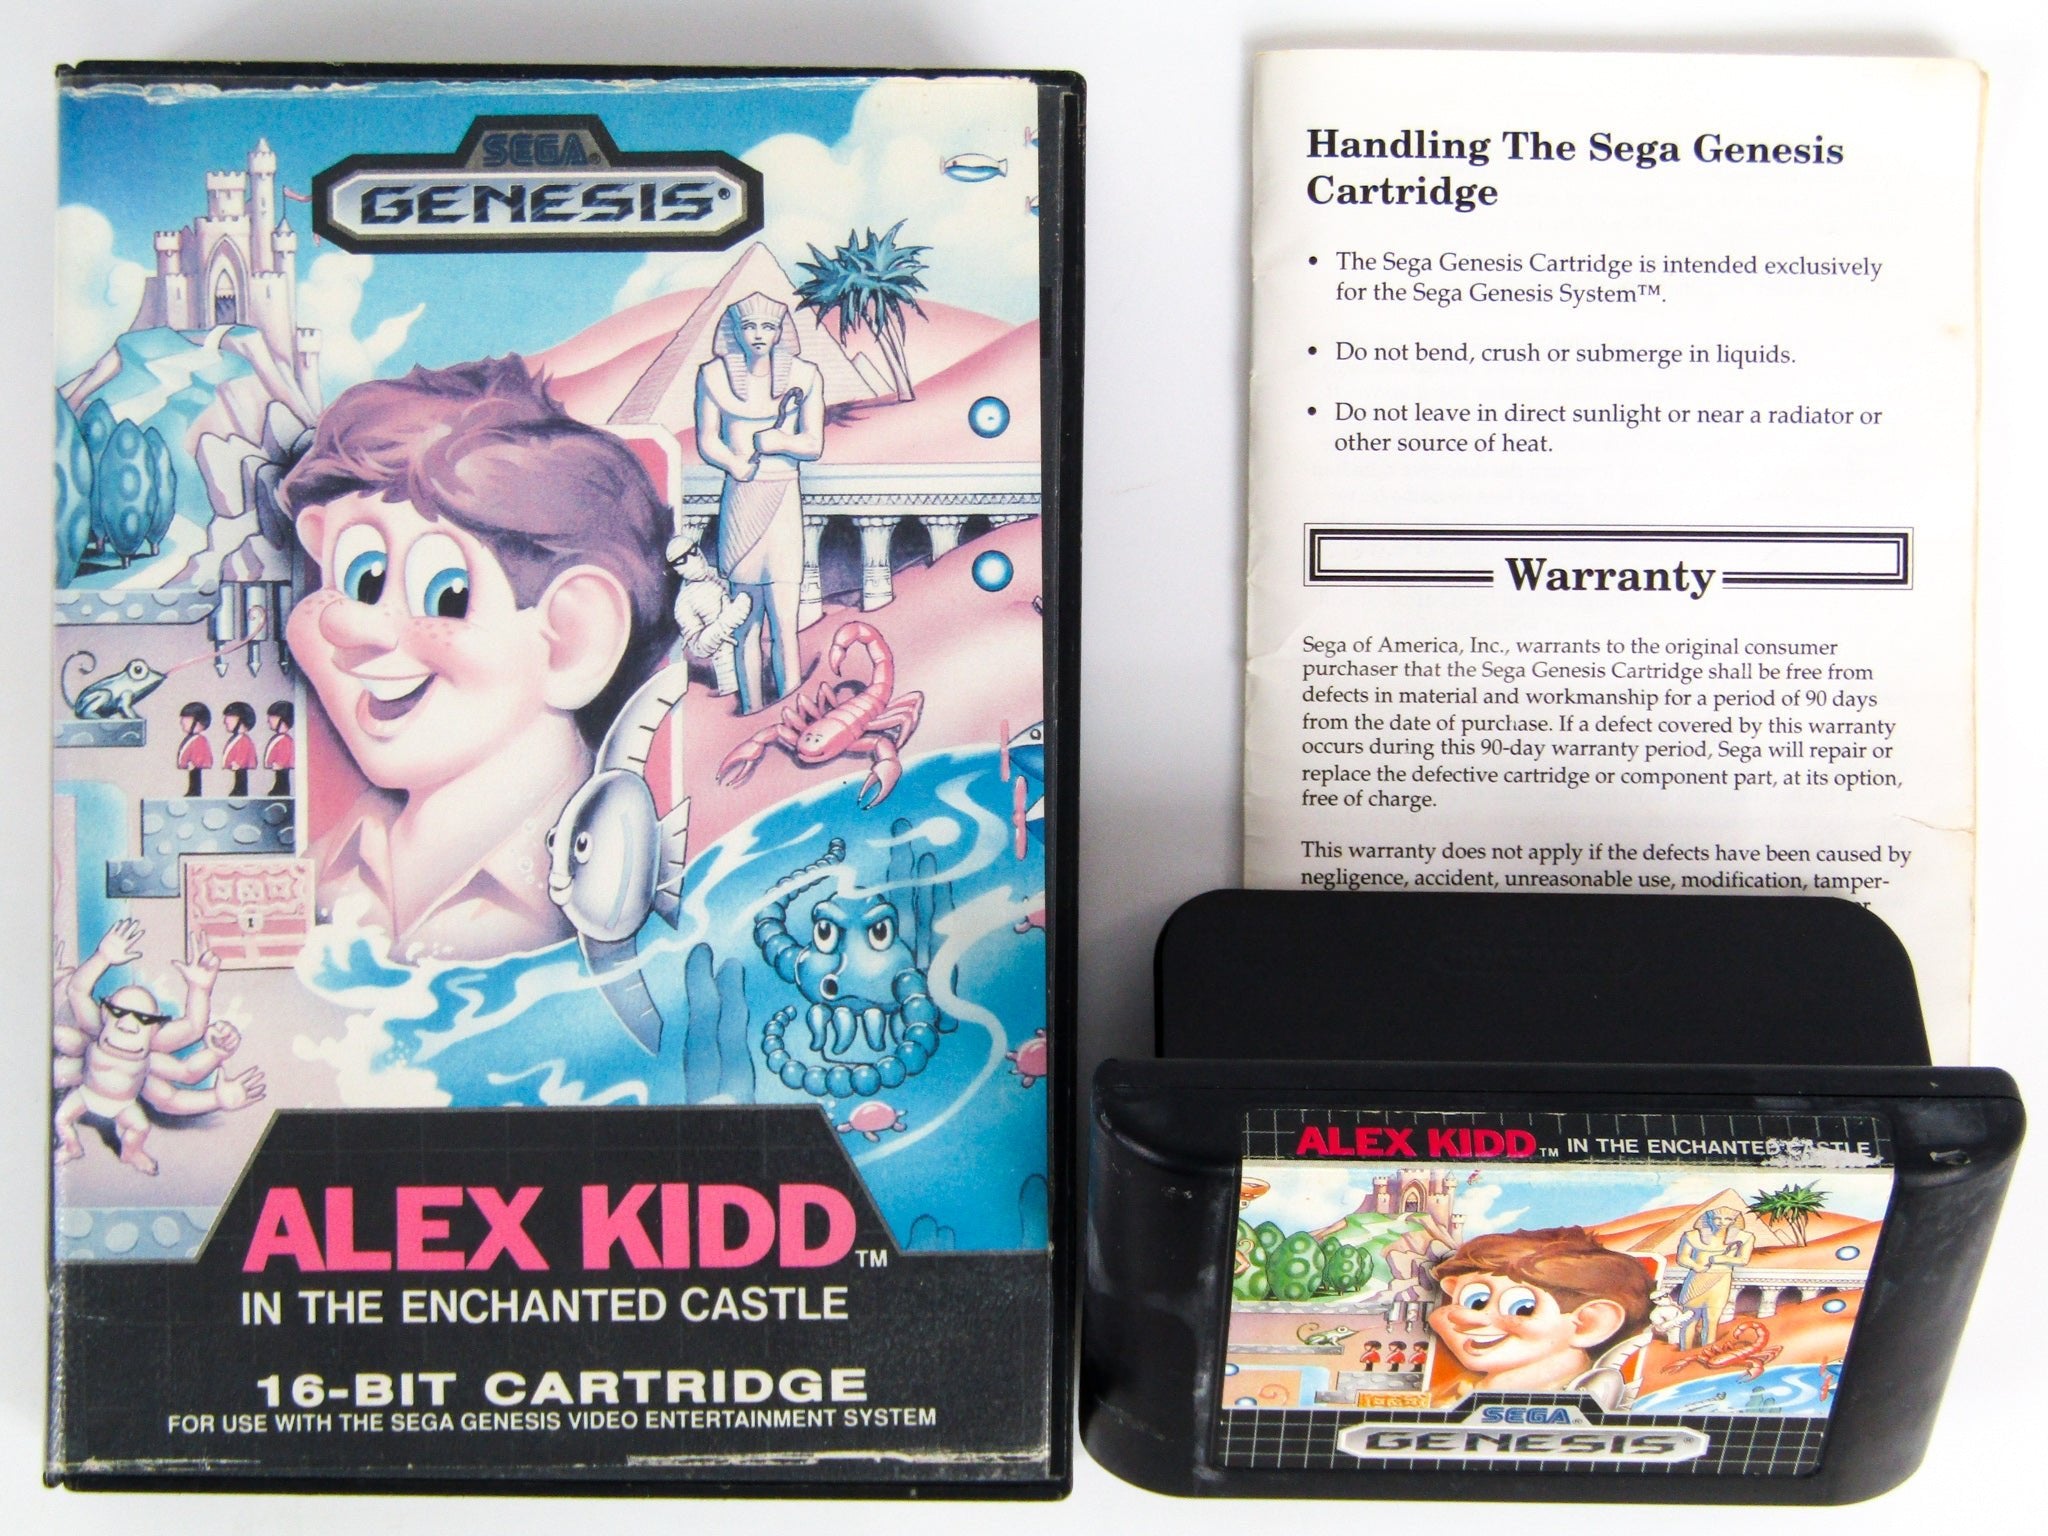 SEGA®
GENESIS®
ALEX KIDD™
IN THE ENCHANTED CASTLE
16-BIT CARTRIDGE
FOR USE WITH THE SEGA GENESIS VIDEO ENTERTAINMENT SYSTEM
Handling The Sega Genesis
Cartridge
• The Sega Genesis Cartridge is intended exclusively
for the Sega Genesis System™.
• Do not bend, crush or submerge in liquids.
• Do not leave in direct sunlight or near a radiator or
other source of heat.
Warranty
Sega of America, Inc., warrants to the original consumer
purchaser that the Sega Genesis Cartridge shall be free from
defects in material and workmanship for a period of 90 days
from the date of purchase. If a defect covered by this warranty
occurs during this 90-day warranty period, Sega will repair or
replace the defective cartridge or component part, at its option,
free of charge.
This warranty does not apply if the defects have been caused by
negligence, accident, unreasonable use, modification, tamper-
ALEX KIDD™ IN THE ENCHANTED CASTLE
SEGA®
GENESIS®